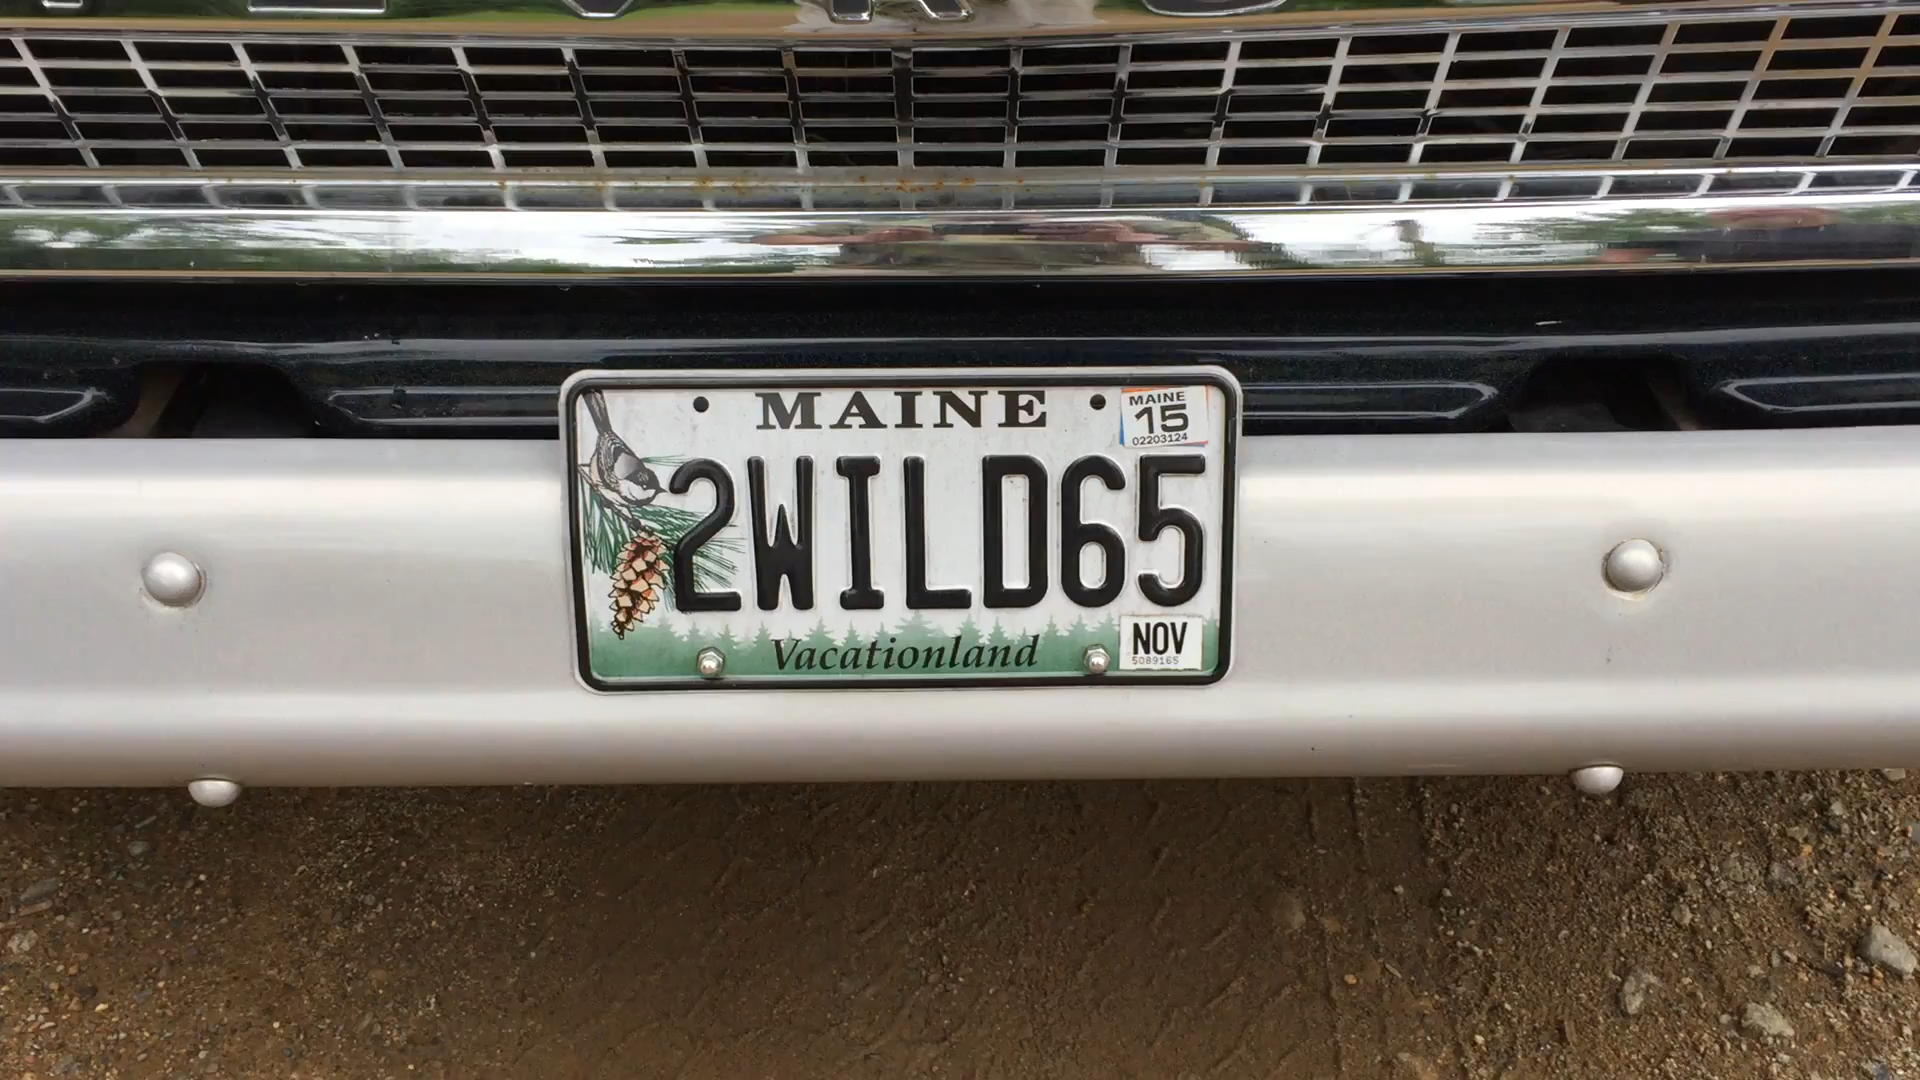 MAINE
MAINE
15
02203124
2WILD65
NOV
5089165
Vacationland